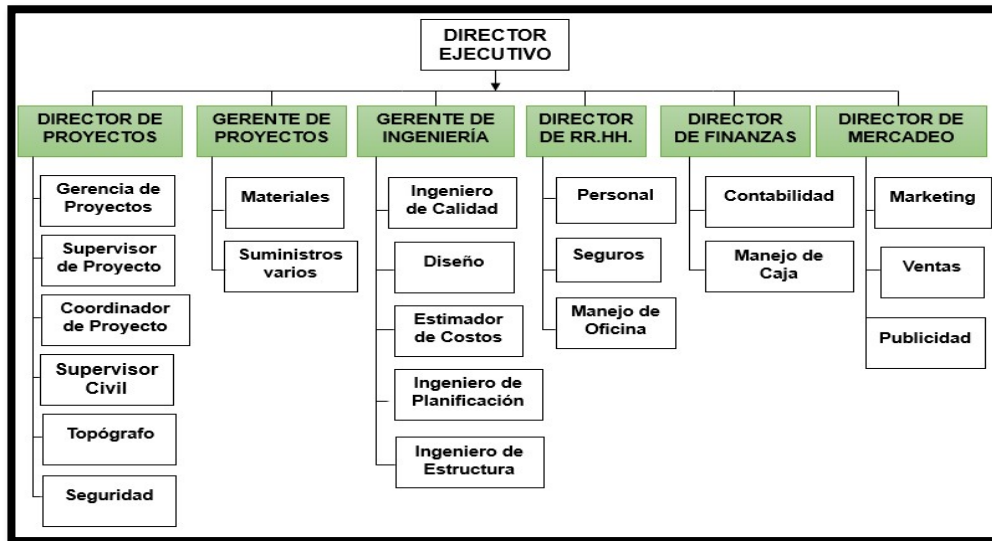 DIRECTOR
EJECUTIVO
DIRECTOR DE
PROYECTOS
Gerencia de
Proyectos
Supervisor
de Proyecto
Coordinador
de Proyecto
Supervisor
Civil
Topógrafo
Seguridad
GERENTE DE
PROYECTOS
Materiales
Suministros
varios
GERENTE DE
INGENIERÍA
Ingeniero
de Calidad
Diseño
Estimador
de Costos
Ingeniero de
Planificación
Ingeniero de
Estructura
DIRECTOR
DE RR.HH.
Personal
Seguros
Manejo de
Oficina
DIRECTOR
DE FINANZAS
Contabilidad
Manejo de
Caja
DIRECTOR DE
MERCADEO
Marketing
Ventas
Publicidad